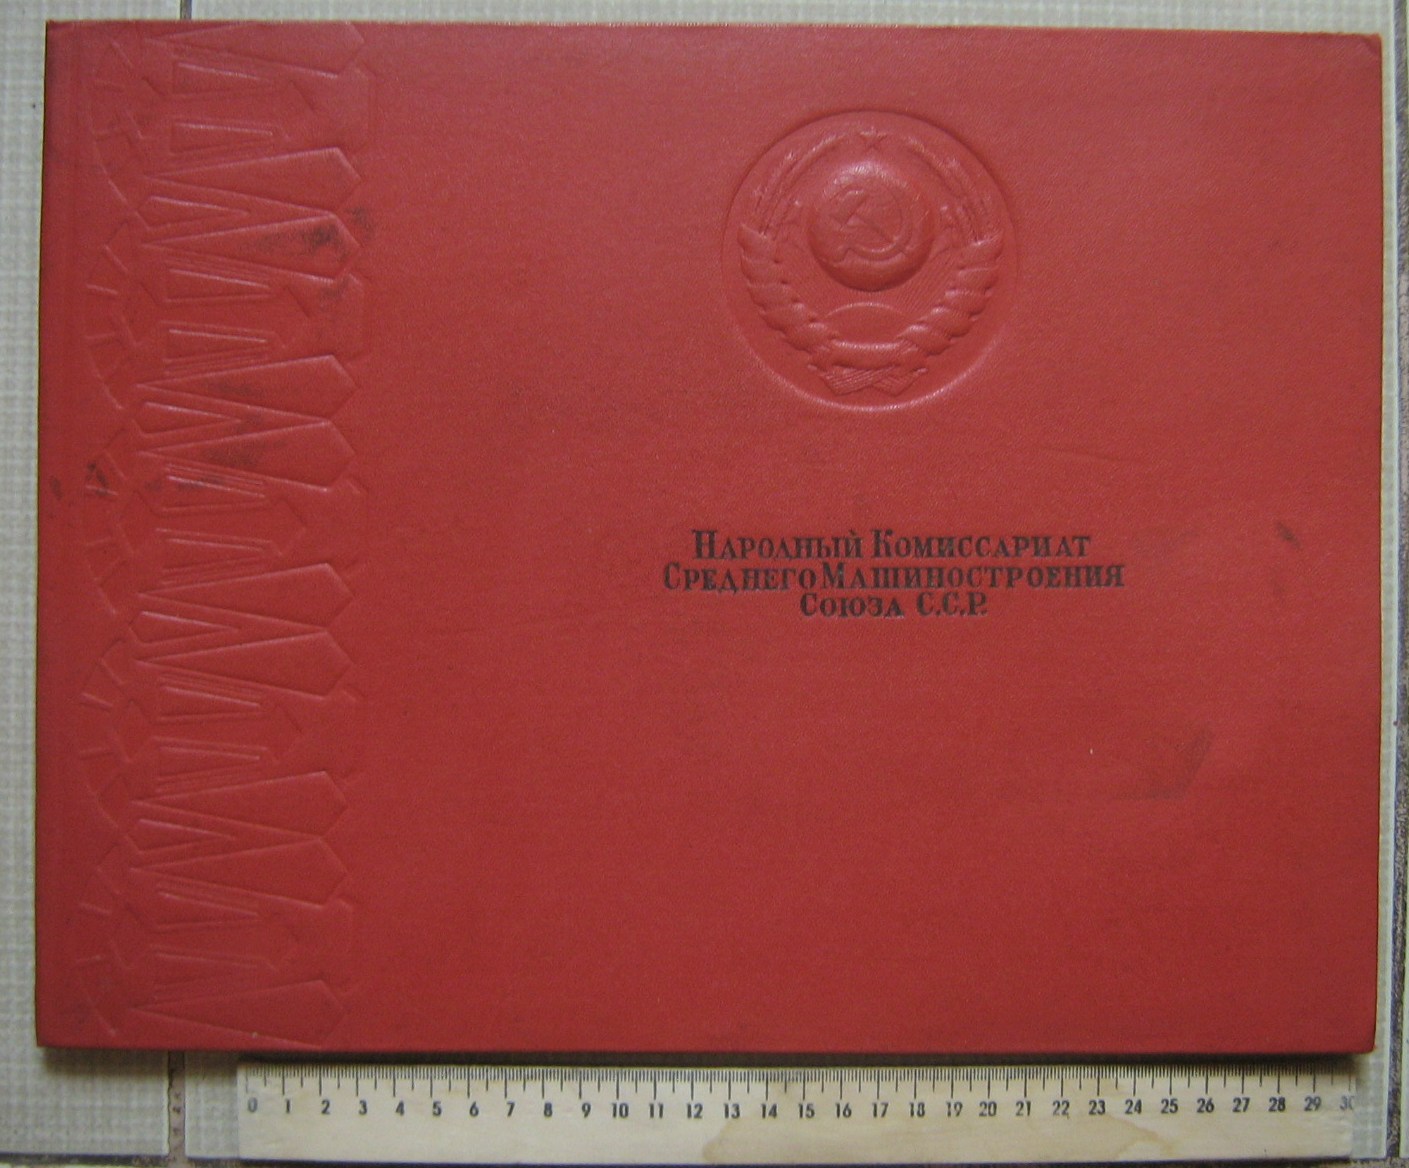 Народный Комиссариат
Среднего Машиностроения
Союза С.С.Р.
0 1 2 3 4 5 6 7 8 9 10 11 12 13 14 15 16 17 18 19 20 21 22 23 24 25 26 27 28 29 30